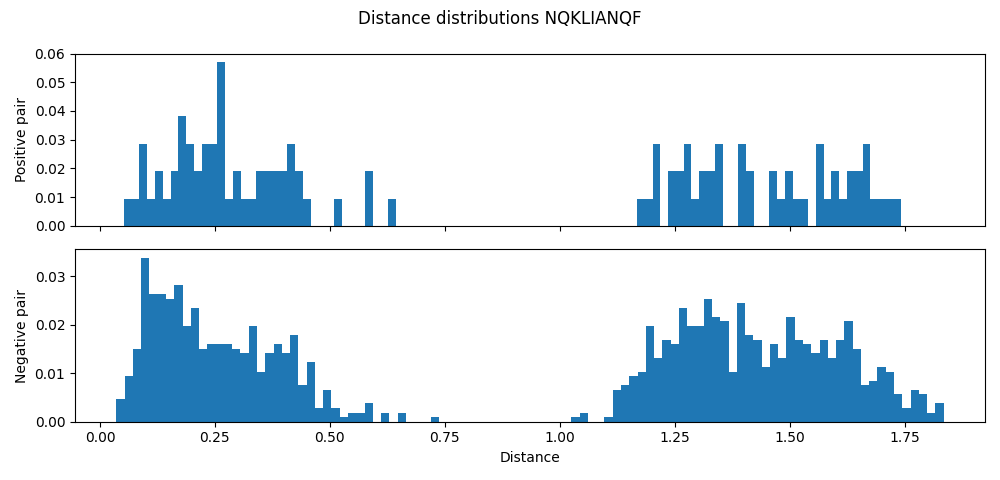 Distance distributions NQKLIANQF
Positive pair
0.06
0.05
0.04
0.03
0.02
0.01
0.00
Negative pair
0.03
0.02
0.01
0.00
0.00 0.25 0.50 0.75 1.00 1.25 1.50 1.75
Distance